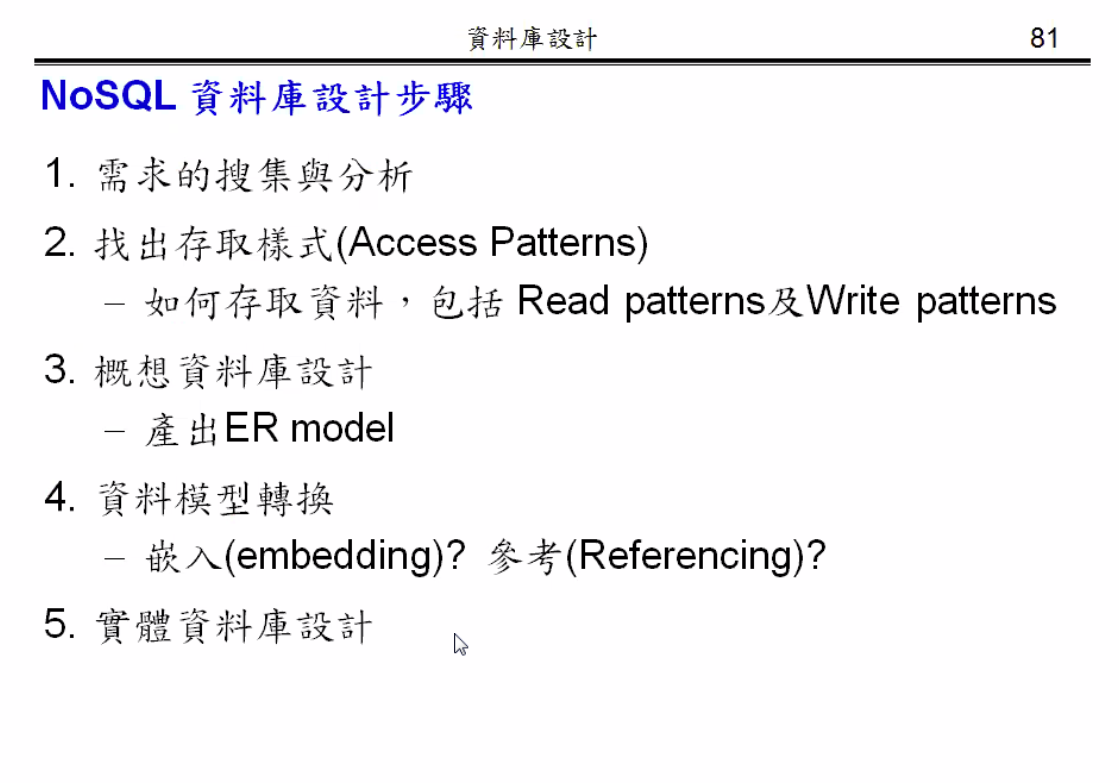 資料庫設計 81
NoSQL 資料庫設計步驟
1. 需求的搜集與分析
2. 找出存取樣式(Access Patterns)
– 如何存取資料，包括 Read patterns及Write patterns
3. 概想資料庫設計
– 產出ER model
4. 資料模型轉換
– 嵌入(embedding)? 參考(Referencing)?
5. 實體資料庫設計